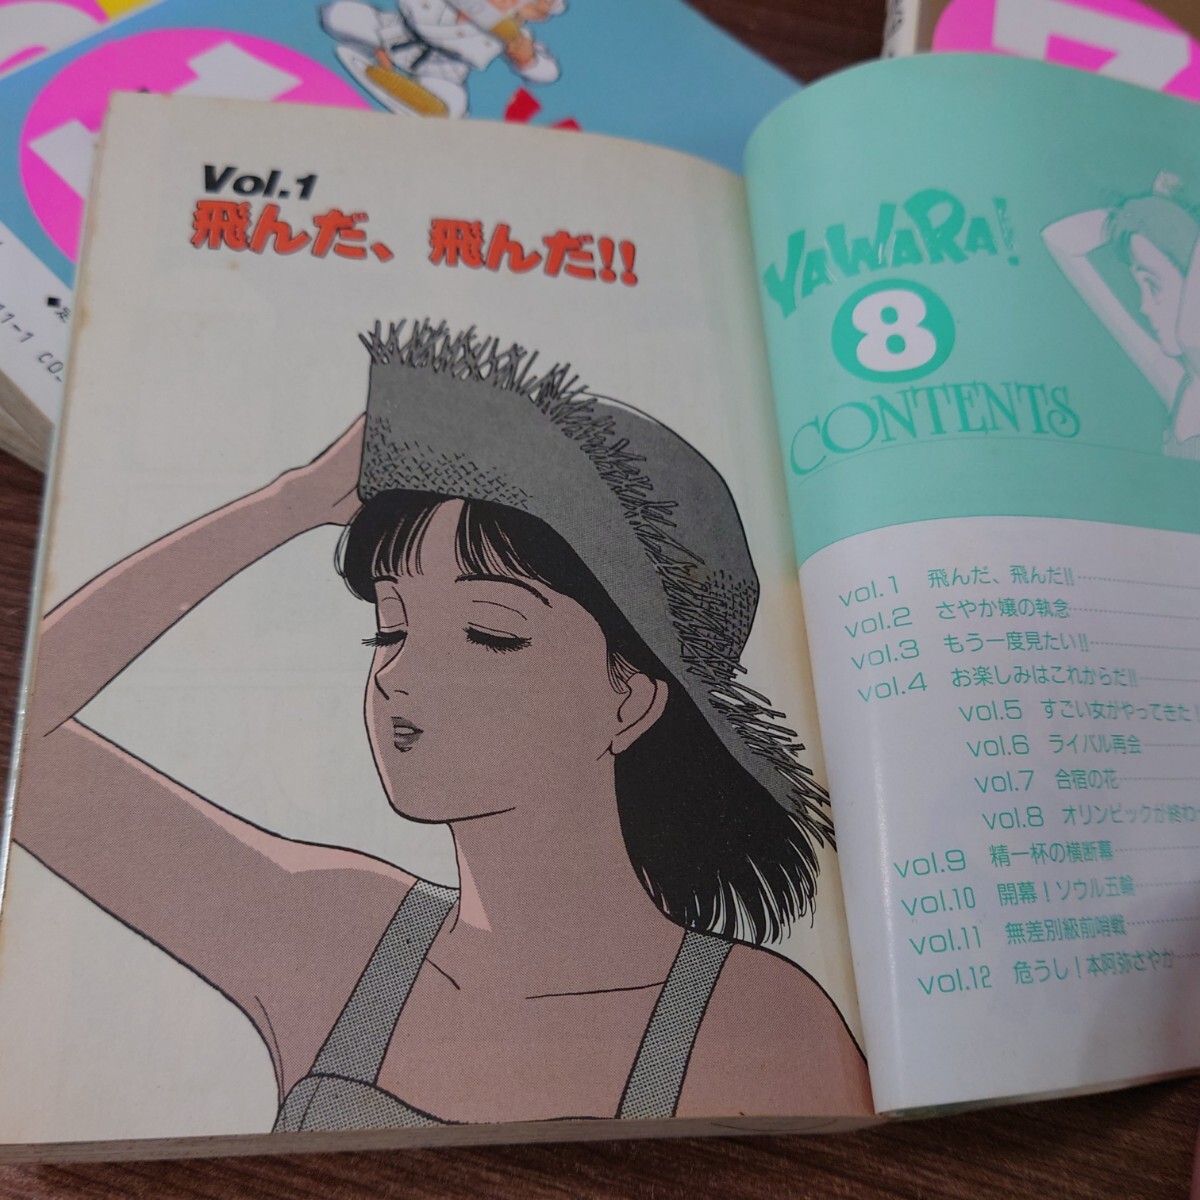 Vol.1
飛んだ、飛んだ!!
YAWARA!
8
CONTENTS
vol.1 飛んだ、飛んだ!!
vol.2 さやか嬢の執念
vol.3 もう一度見たい!!
vol.4 お楽しみはこれからだ!!
vol.5 すごい女がやってきた
vol.6 ライバル再会
vol.7 合宿の花
vol.8 オリンピックが終わ
vol.9 精一杯の横断幕
vol.10 開幕!ソウル五輪
vol.11 無差別級前哨戦
vol.12 危うし!本阿弥さやか